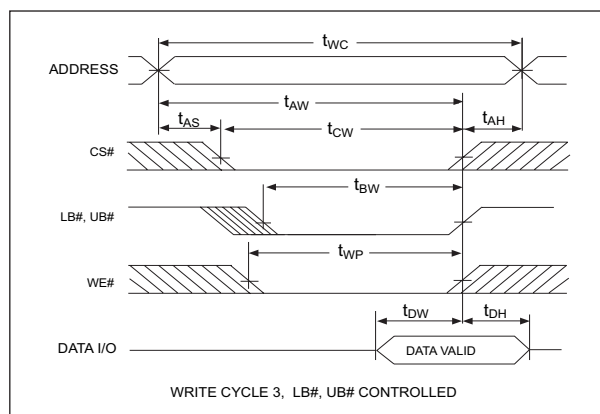 tWC
ADDRESS
tAW
tAS
tCW
tAH
CS#
tBW
LB#, UB#
tWP
WE#
tDW
tDH
DATA I/O
DATA VALID
WRITE CYCLE 3, LB#, UB# CONTROLLED